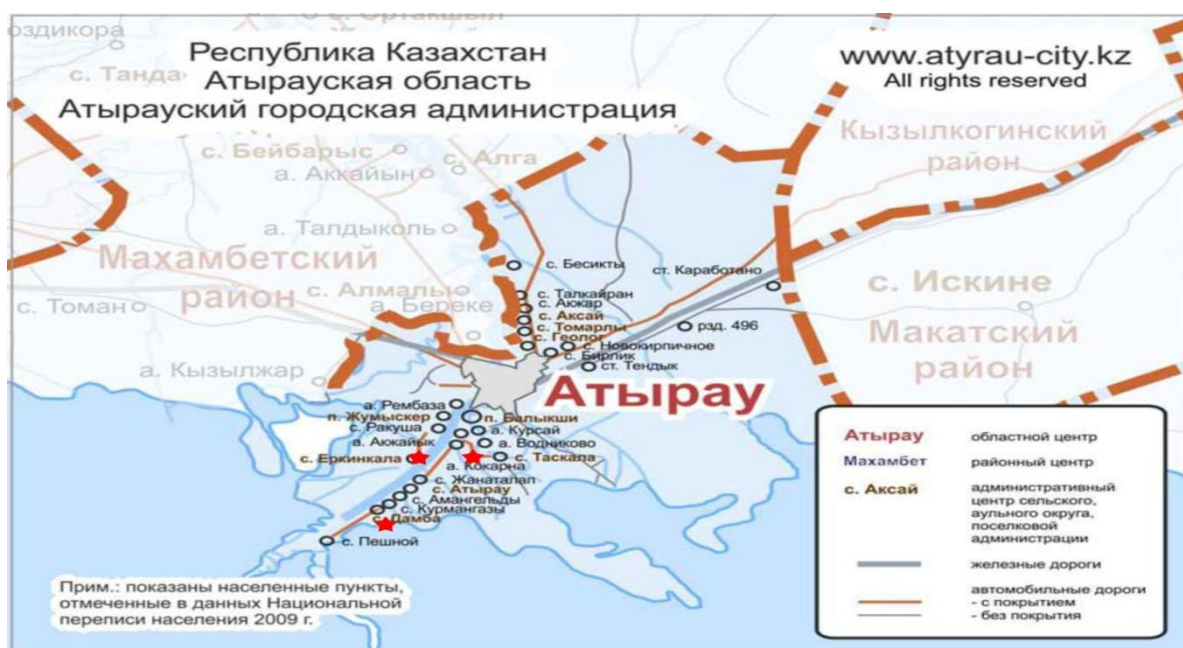 Республика Казахстан
Атырауская область
Атырауский городская администрация
www.atyrau-city.kz
All rights reserved
с. Танда
с. Бейбарыс
с. Алга
а. Аккайын
Кызылкогинский
район
а. Талдыколь
Махамбетский
район
с. Бесикты
ст. Каработано
с. Искине
с. Алмалы
с. Талкайран
с. Томан
а. Береке
с. Акжар
с. Аксай
с. Томарлы
рзд. 496
Макатский
район
с. Геолог
с. Новокирпичное
с. Бирлик
ст. Тендык
а. Кызылжар
Атырау
а. Рембаза
п. Жумыскер
п. Балыкши
с. Ракуша
а. Курсай
а. Акжайык
а. Водниково
с. Еркинкала
с. Таскала
а. Кокарна
с. Жанаталап
с. Атырау
с. Амангельды
с. Курмангазы
с. Дамба
с. Пешной
Атырау
областной центр
Махамбет
районный центр
с. Аксай
административный
центр сельского,
аульного округа,
поселковой
администрации
железные дороги
автомобильные дороги
- с покрытием
- без покрытия
Прим.: показаны населенные пункты,
отмеченные в данных Национальной
переписи населения 2009 г.